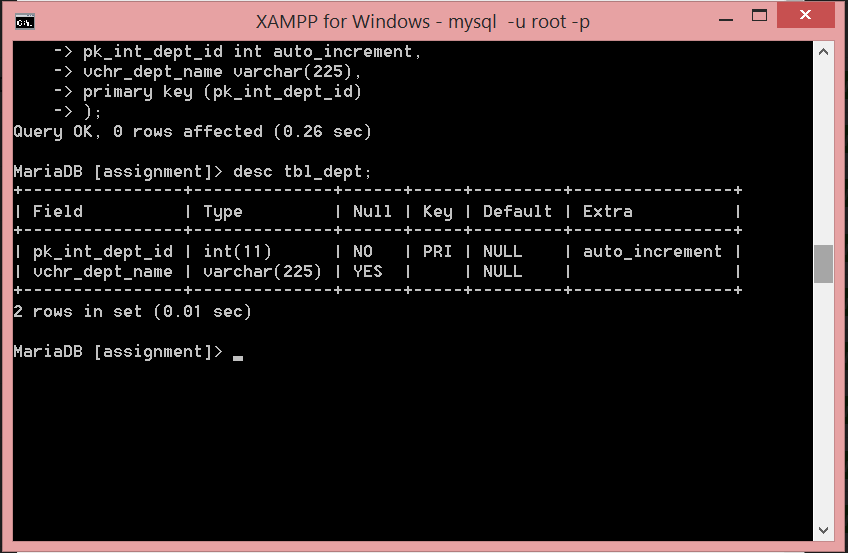 XAMPP for Windows - mysql  -u root -p
    -> pk_int_dept_id int auto_increment,
    -> vchr_dept_name varchar(225),
    -> primary key (pk_int_dept_id)
    -> );
Query OK, 0 rows affected (0.26 sec)
MariaDB [assignment]> desc tbl_dept;
+----------------+--------------+------+-----+---------+----------------+
| Field          | Type         | Null | Key | Default | Extra          |
+----------------+--------------+------+-----+---------+----------------+
| pk_int_dept_id | int(11)      | NO   | PRI | NULL    | auto_increment |
| vchr_dept_name | varchar(225) | YES  |     | NULL    |                |
+----------------+--------------+------+-----+---------+----------------+
2 rows in set (0.01 sec)
MariaDB [assignment]> _